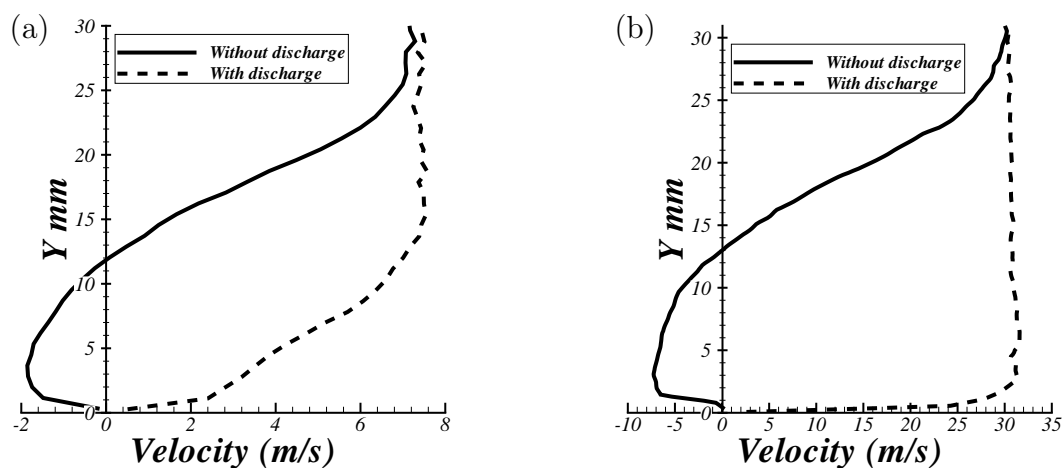 (a)
30
25
20
15
10
5
0
Y mm
Without discharge
With discharge
-2 0 2 4 6 8
Velocity (m/s)
(b)
30
25
20
15
10
5
0
Y mm
Without discharge
With discharge
-10 -5 0 5 10 15 20 25 30 35
Velocity (m/s)